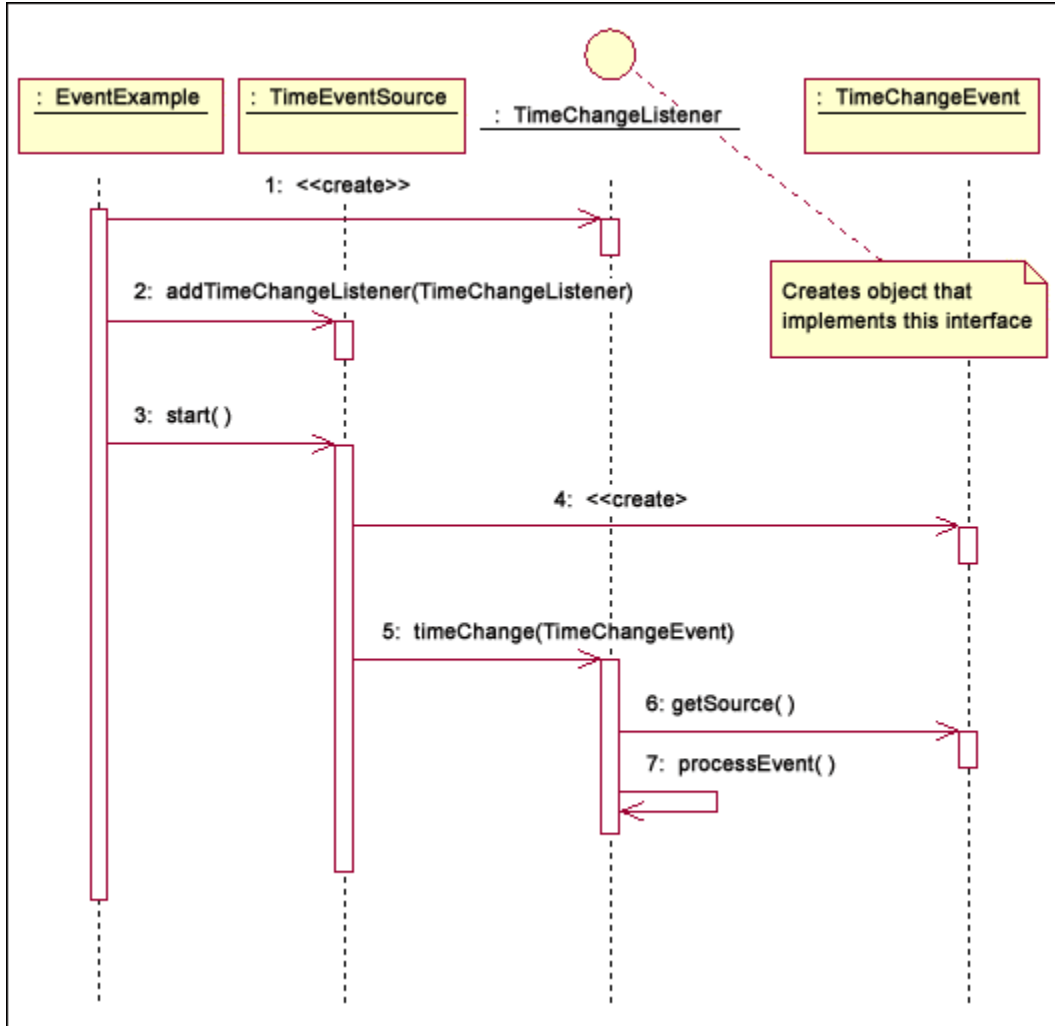 : EventExample
: TimeEventSource
: TimeChangeListener
: TimeChangeEvent
1: <<create>>
2: addTimeChangeListener(TimeChangeListener)
Creates object that
implements this interface
3: start( )
4: <<create>
5: timeChange(TimeChangeEvent)
6: getSource( )
7: processEvent( )